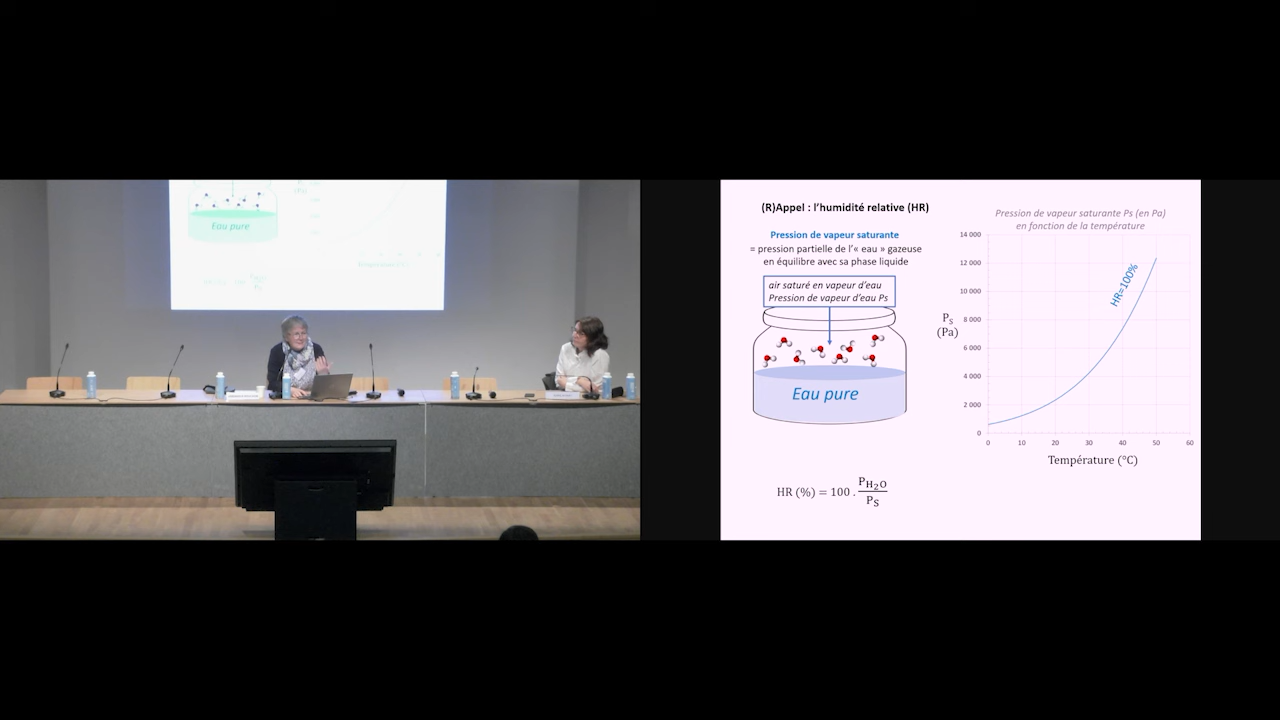 Eau pure
(R)Appel : l’humidité relative (HR)
Pression de vapeur saturante
= pression partielle de l’« eau » gazeuse
en équilibre avec sa phase liquide
air saturé en vapeur d’eau
Pression de vapeur d’eau Ps
Eau pure
HR (%) = 100 . P_H₂O / P_S
Pression de vapeur saturante Ps (en Pa)
en fonction de la température
14 000
12 000
10 000
8 000
6 000
4 000
2 000
0
P_S
(Pa)
HR=100%
0 10 20 30 40 50 60
Température (°C)